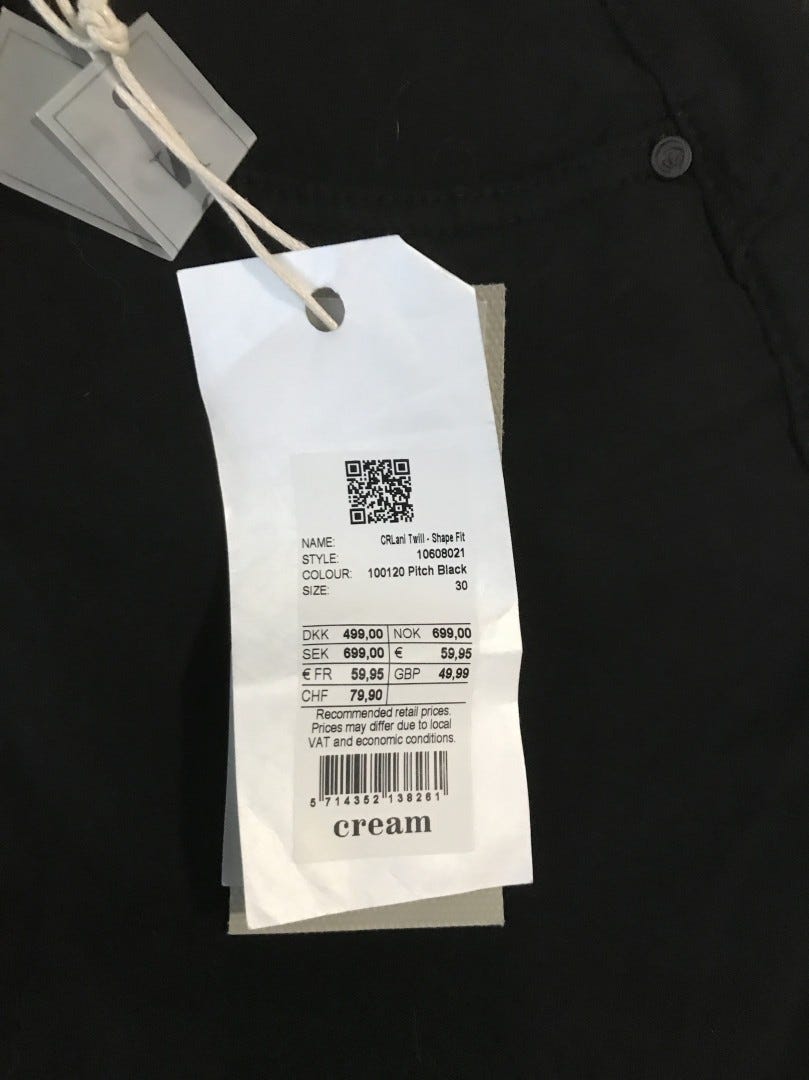 NAME: CRLani Twill - Shape Fit
STYLE: 10608021
COLOUR: 100120 Pitch Black
SIZE: 30
DKK 499,00 NOK 699,00
SEK 699,00 € 59,95
€ FR 59,95 GBP 49,99
CHF 79,90
Recommended retail prices.
Prices may differ due to local
VAT and economic conditions.
5 714352 138261
cream